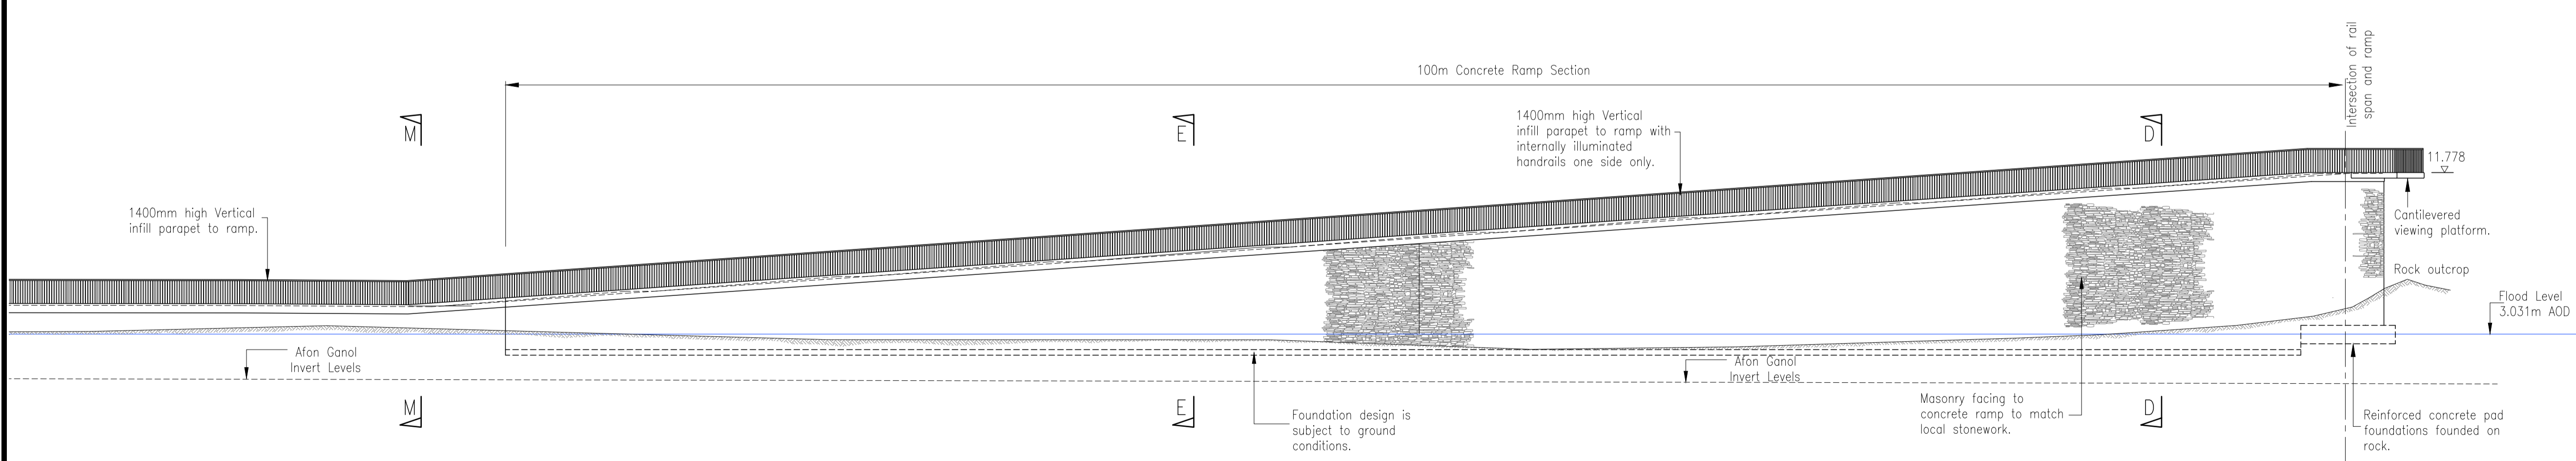 100m Concrete Ramp Section
Intersection of rail
span and ramp
M
E
D
1400mm high Vertical
infill parapet to ramp with
internally illuminated
handrails one side only.
11.778
1400mm high Vertical
infill parapet to ramp.
Cantilevered
viewing platform.
Rock outcrop
Flood Level
3.031m AOD
Afon Ganol
Invert Levels
Afon Ganol
Invert Levels
M
E
D
Foundation design is
subject to ground
conditions.
Masonry facing to
concrete ramp to match
local stonework.
Reinforced concrete pad
foundations founded on
rock.